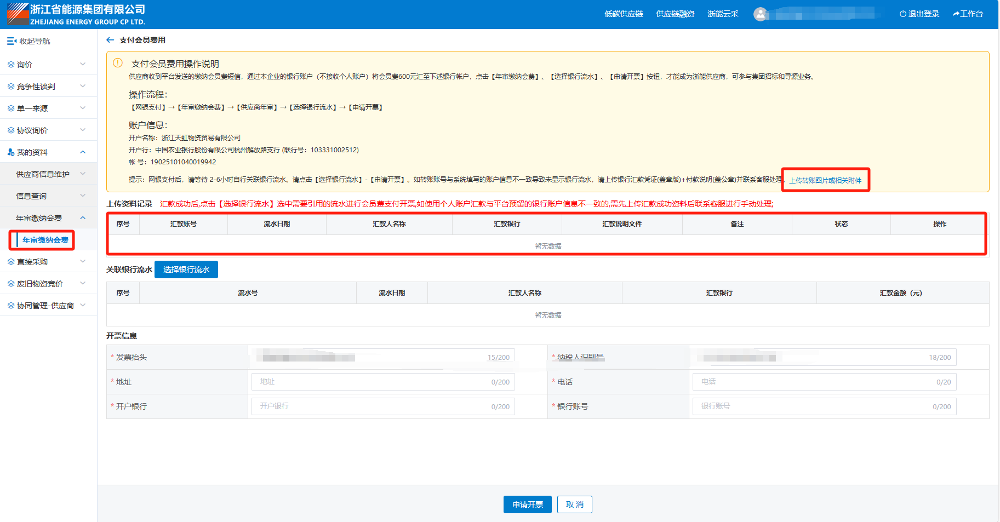 浙江省能源集团有限公司
ZHEJIANG ENERGY GROUP CP LTD.
低碳供应链 供应链融资 浙能云采 退出登录 工作台
收起导航
询价
竞争性谈判
单一来源
协议询价
我的资料
供应商信息维护
信息查询
年审缴纳会费
年审缴纳会费
直接采购
废旧物资竞价
协同管理-供应商
支付会员费用
支付会员费用操作说明
供应商收到平台发送的缴纳会员费短信，通过本企业的银行账户（不接收个人账户）将会员费600元汇至下述银行帐户，点击【年审缴纳会费】、【选择银行流水】、【申请开票】按钮，才能成为浙能供应商，可参与集团招标和寻源业务。
操作流程：
【网银支付】→【年审缴纳会费】→【供应商年审】→【选择银行流水】→【申请开票】
账户信息：
开户名称：浙江天虹物资贸易有限公司
开户行：中国农业银行股份有限公司杭州解放路支行 (联行号：103331002512)
帐 号：19025101040019942
提示：网银支付后，请等待 2-6小时自行关联银行流水。请点击【选择银行流水】-【申请开票】。如转账账号与系统填写的账户信息不一致导致未显示银行流水，请上传银行汇款凭证(盖章版)+付款说明(盖公章)并联系客服处理 上传转账图片或相关附件
上传资料记录 汇款成功后,点击【选择银行流水】选中需要引用的流水进行会员费支付开票,如使用个人账户汇款与平台预留的银行账户信息不一致的,需先上传汇款成功资料后联系客服进行手动处理;
序号 汇款账号 流水日期 汇款人名称 汇款银行 汇款说明文件 备注 状态 操作
暂无数据
关联银行流水 选择银行流水
序号 流水号 流水日期 汇款人名称 汇款银行 汇款金额（元）
暂无数据
开票信息
* 发票抬头 15/200 * 纳税人识别号 18/200
* 地址 地址 0/200 * 电话 电话 0/20
* 开户银行 开户银行 0/200 * 银行账号 银行账号 0/200
申请开票 取 消